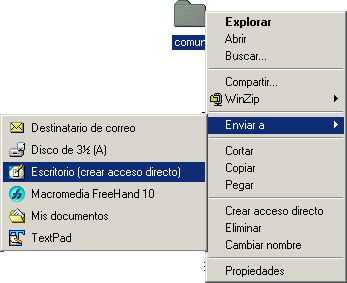 comun
Explorar
Abrir
Buscar...
Compartir...
WinZip
Enviar a
Cortar
Copiar
Pegar
Crear acceso directo
Eliminar
Cambiar nombre
Propiedades
Destinatario de correo
Disco de 3½ (A)
Escritorio (crear acceso directo)
Macromedia FreeHand 10
Mis documentos
TextPad